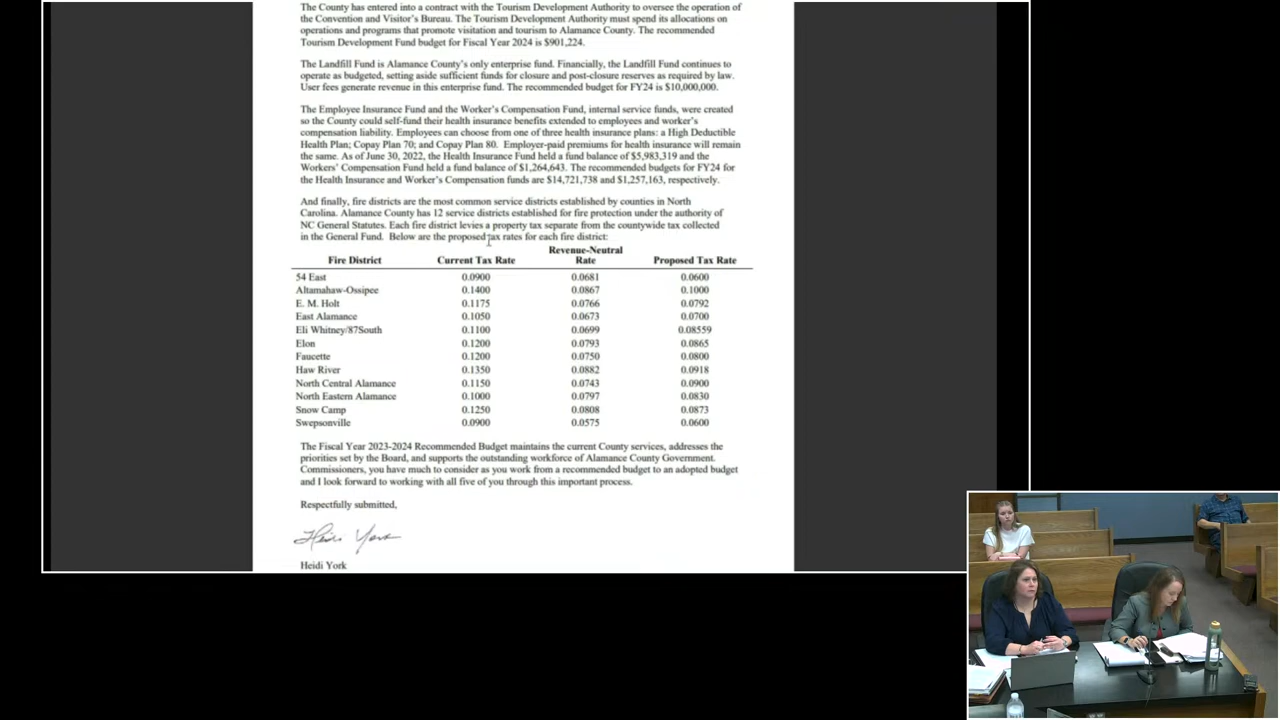 The County has entered into a contract with the Tourism Development Authority to oversee the operation of
the Convention and Visitor's Bureau. The Tourism Development Authority must spend its allocations on
operations and programs that promote visitation and tourism to Alamance County. The recommended
Tourism Development Fund budget for Fiscal Year 2024 is $901,224.
The Landfill Fund is Alamance County's only enterprise fund. Financially, the Landfill Fund continues to
operate as budgeted, setting aside sufficient funds for closure and post-closure reserves as required by law.
User fees generate revenue in this enterprise fund. The recommended budget for FY24 is $10,000,000.
The Employee Insurance Fund and the Worker's Compensation Fund, internal service funds, were created
so the County could self-fund their health insurance benefits extended to employees and worker's
compensation liability. Employees can choose from one of three health insurance plans: a High Deductible
Health Plan; Copay Plan 70; and Copay Plan 80. Employer-paid premiums for health insurance will remain
the same. As of June 30, 2022, the Health Insurance Fund held a fund balance of $5,983,319 and the
Workers' Compensation Fund held a fund balance of $1,264,643. The recommended budgets for FY24 for
the Health Insurance and Worker's Compensation funds are $14,721,738 and $1,257,163, respectively.
And finally, fire districts are the most common service districts established by counties in North
Carolina. Alamance County has 12 service districts established for fire protection under the authority of
NC General Statutes. Each fire district levies a property tax separate from the countywide tax collected
in the General Fund. Below are the proposed tax rates for each fire district:
Fire District Current Tax Rate Revenue-Neutral Rate Proposed Tax Rate
54 East 0.0900 0.0681 0.0600
Altamahaw-Ossipee 0.1400 0.0867 0.1000
E. M. Holt 0.1175 0.0766 0.0792
East Alamance 0.1050 0.0673 0.0700
Eli Whitney/87South 0.1100 0.0699 0.08559
Elon 0.1200 0.0793 0.0865
Faucette 0.1200 0.0750 0.0800
Haw River 0.1350 0.0882 0.0918
North Central Alamance 0.1150 0.0743 0.0900
North Eastern Alamance 0.1000 0.0797 0.0830
Snow Camp 0.1250 0.0808 0.0873
Swepsonville 0.0900 0.0575 0.0600
The Fiscal Year 2023-2024 Recommended Budget maintains the current County services, addresses the
priorities set by the Board, and supports the outstanding workforce of Alamance County Government.
Commissioners, you have much to consider as you work from a recommended budget to an adopted budget
and I look forward to working with all five of you through this important process.
Respectfully submitted,
Heidi York
Heidi York